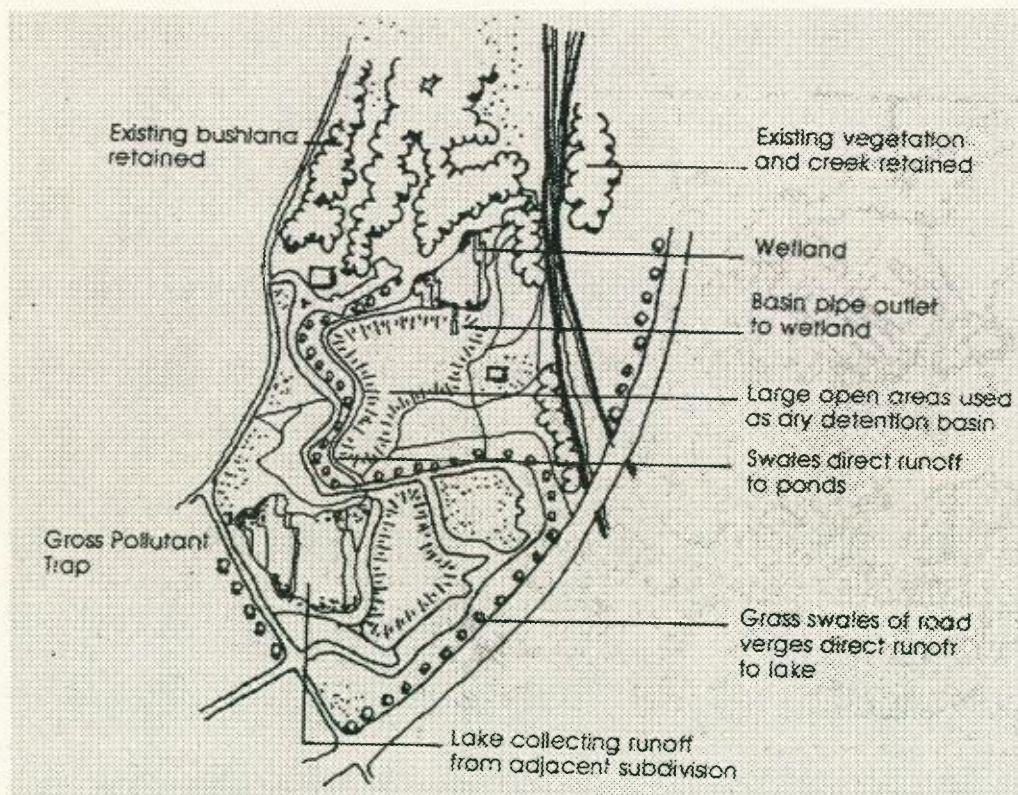 Existing bushland
retained
Existing vegetation
and creek retained
Wetland
Basin pipe outlet
to wetland
Large open areas used
as dry detention basin
Swales direct runoff
to ponds
Gross Pollutant
Trap
Grass swales of road
verges direct runoff
to lake
Lake collecting runoff
from adjacent subdivision